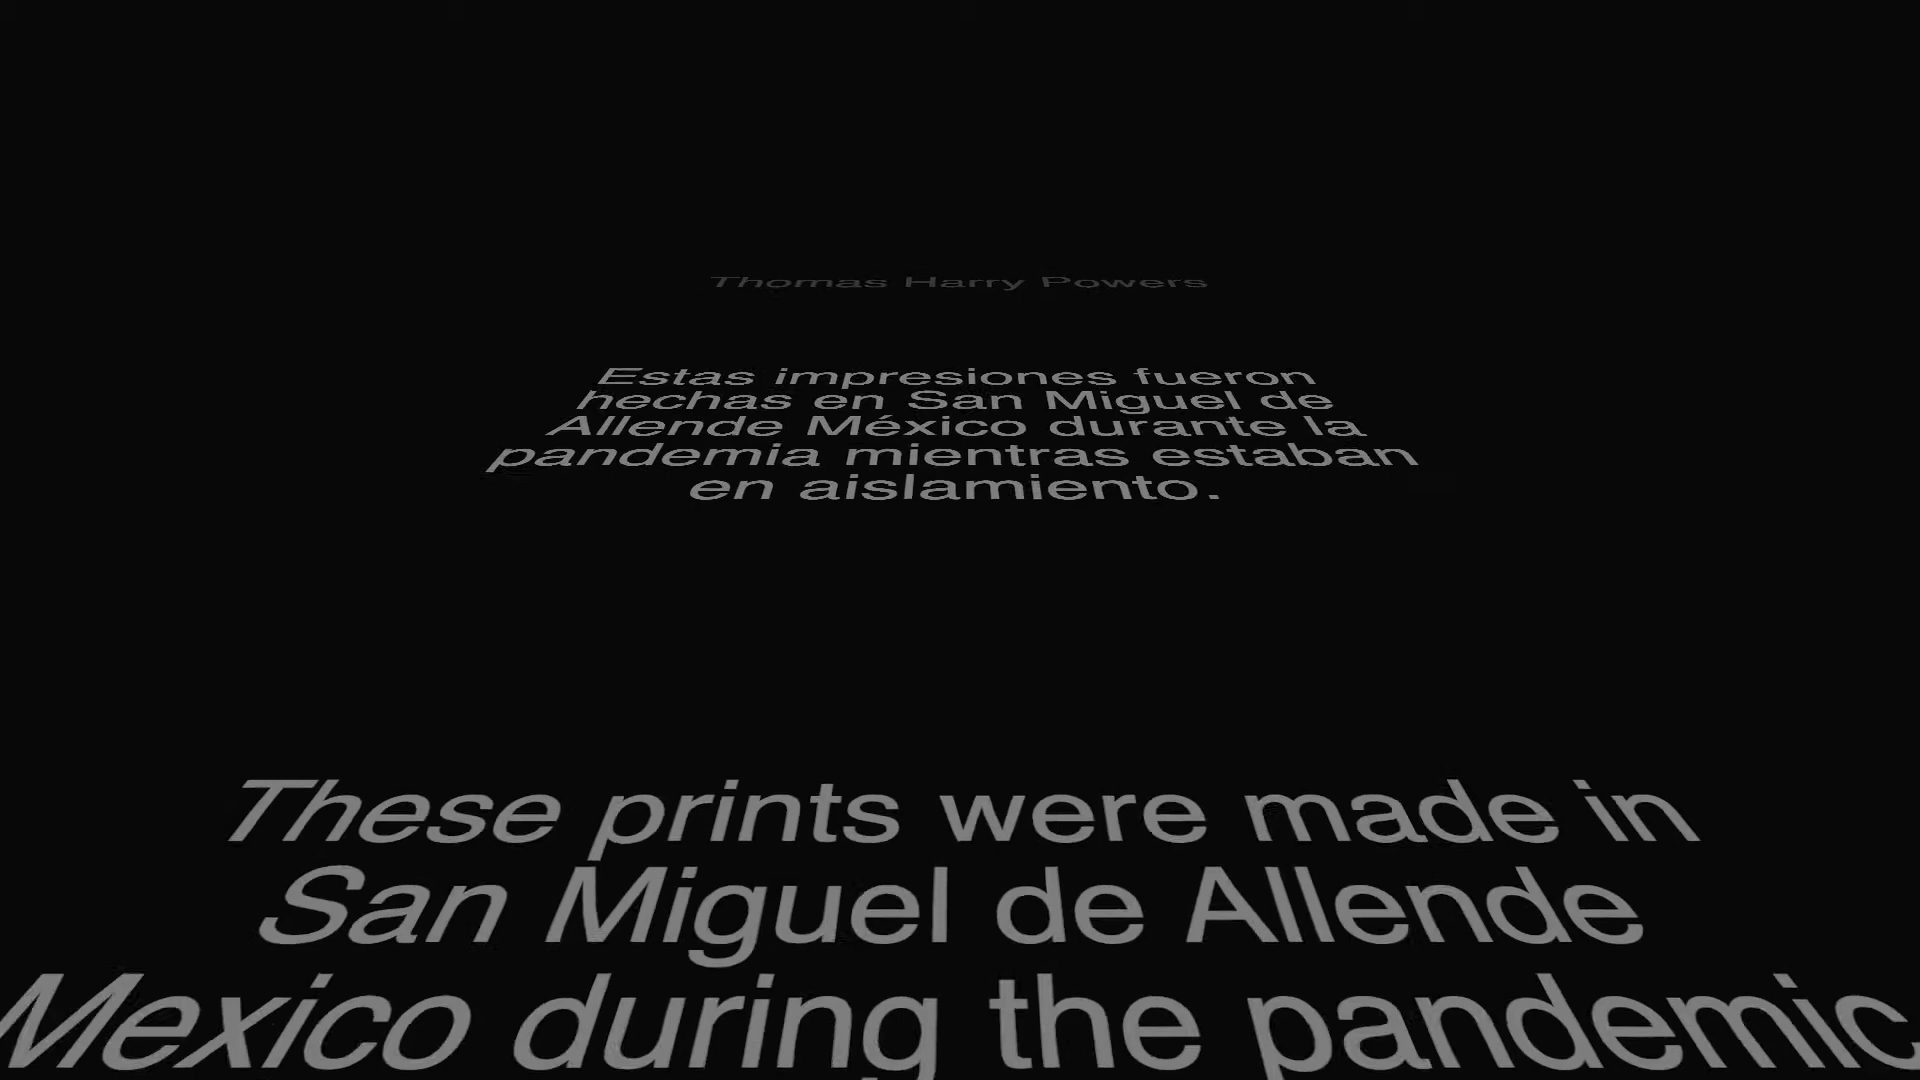 Thomas Harry Powers
Estas impresiones fueron
hechas en San Miguel de
Allende México durante la
pandemia mientras estaban
en aislamiento.
These prints were made in
San Miguel de Allende
Mexico during the pandemic